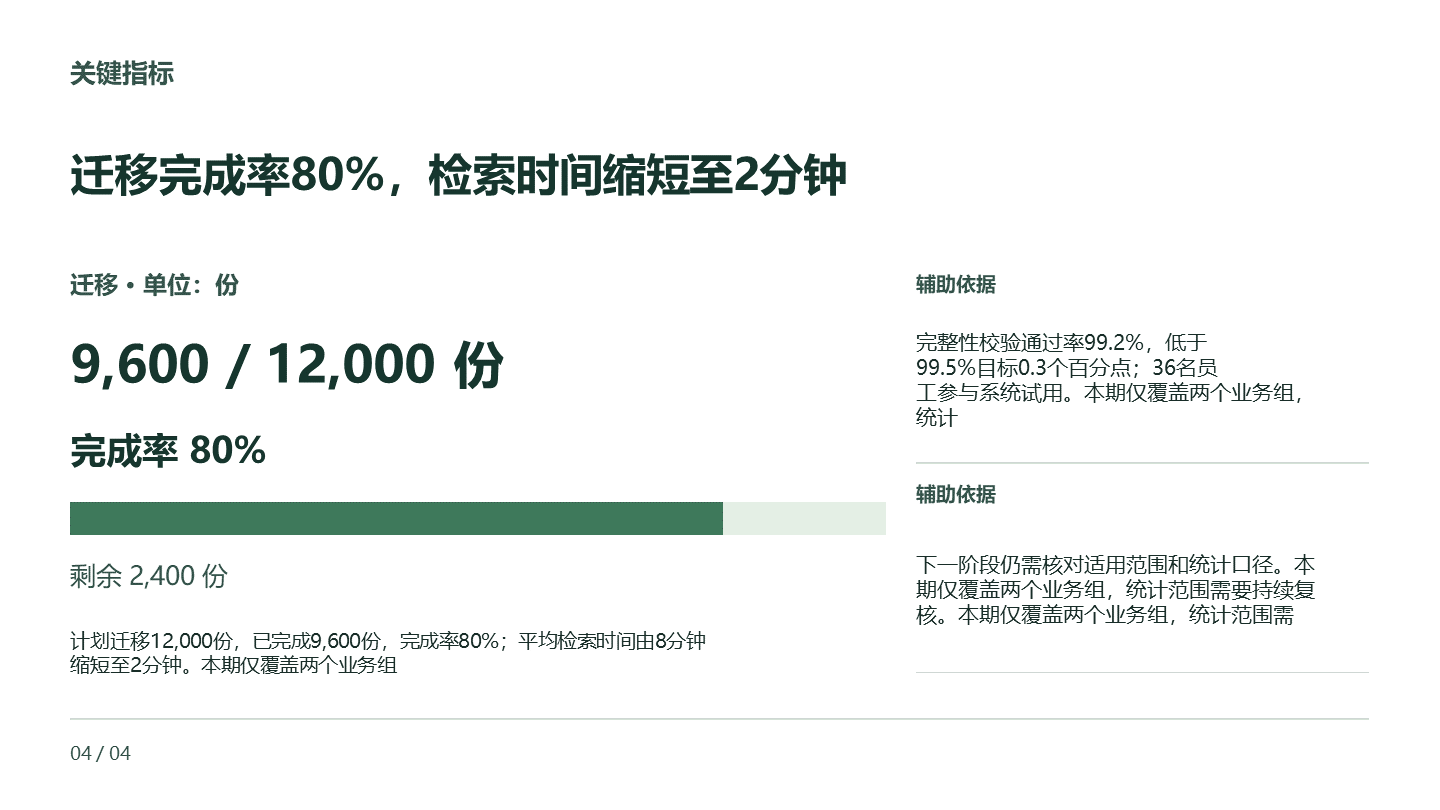 关键指标
迁移完成率80%，检索时间缩短至2分钟
迁移 • 单位：份
9,600 / 12,000 份
完成率 80%
剩余 2,400 份
计划迁移12,000份，已完成9,600份，完成率80%；平均检索时间由8分钟
缩短至2分钟。本期仅覆盖两个业务组
辅助依据
完整性校验通过率99.2%，低于
99.5%目标0.3个百分点；36名员
工参与系统试用。本期仅覆盖两个业务组，
统计
辅助依据
下一阶段仍需核对适用范围和统计口径。本
期仅覆盖两个业务组，统计范围需要持续复
核。本期仅覆盖两个业务组，统计范围需
04 / 04